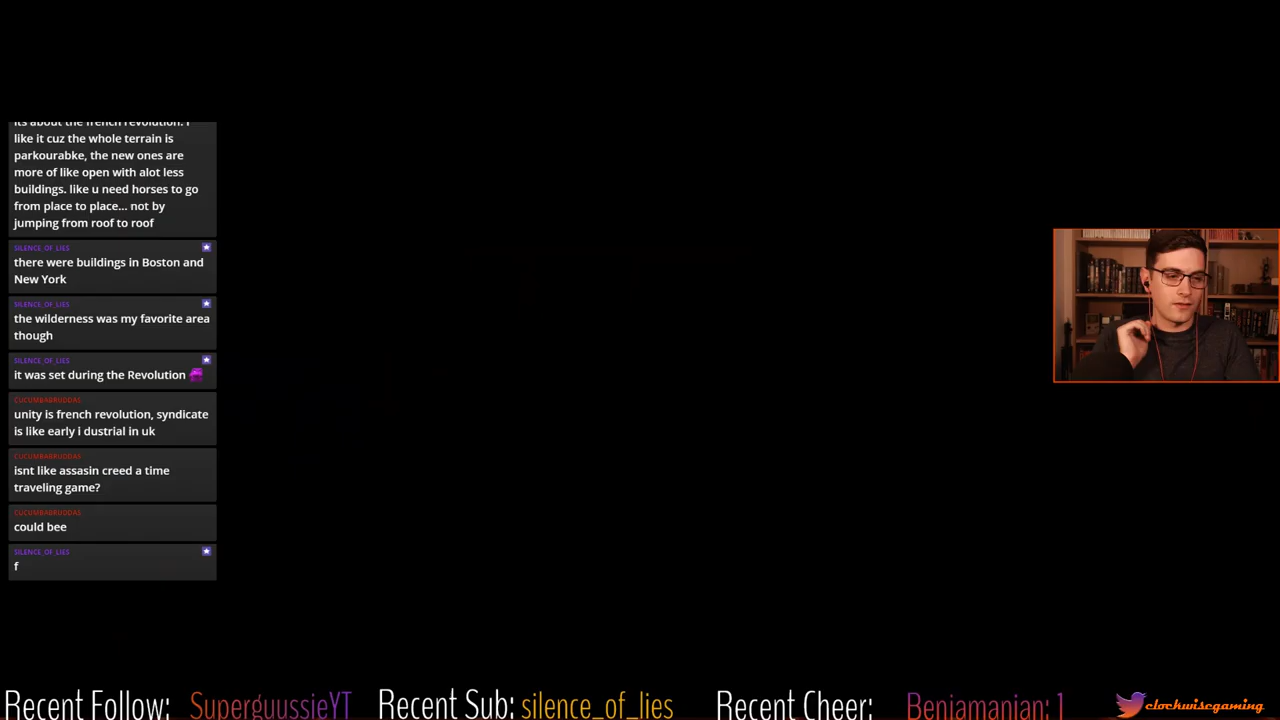 its about the french revolution. I
like it cuz the whole terrain is
parkourabke, the new ones are
more of like open with alot less
buildings. like u need horses to go
from place to place... not by
jumping from roof to roof
SILENCE_OF_LIES
there were buildings in Boston and
New York
SILENCE_OF_LIES
the wilderness was my favorite area
though
SILENCE_OF_LIES
it was set during the Revolution
CUCUMBABRUDDAS
unity is french revolution, syndicate
is like early i dustrial in uk
CUCUMBABRUDDAS
isnt like assasin creed a time
traveling game?
CUCUMBABRUDDAS
could bee
SILENCE_OF_LIES
f
Recent Follow: SuperguussieYT Recent Sub: silence_of_lies Recent Cheer: Benjamanian: 1 clockwisegaming